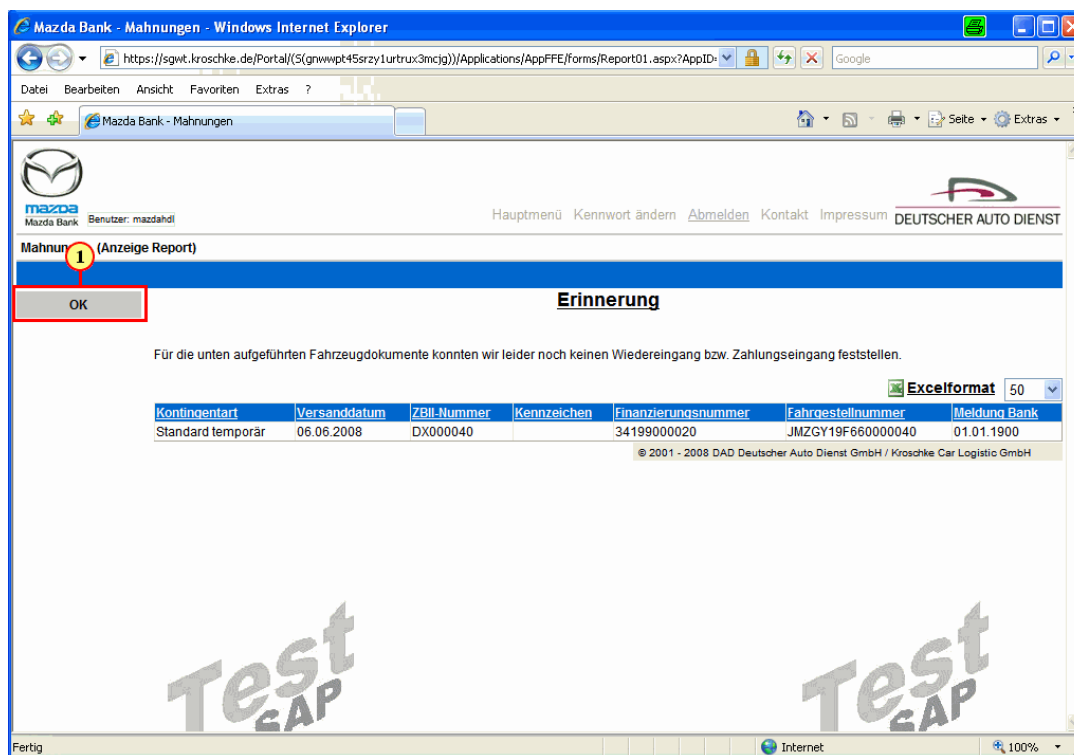 Mazda Bank - Mahnungen - Windows Internet Explorer
https://sgwt.kroschke.de/Portal/(S(gnwwpt45srzy1urtrux3mcjg))/Applications/AppFFE/forms/Report01.aspx?AppID=
Google
Datei Bearbeiten Ansicht Favoriten Extras ?
Mazda Bank - Mahnungen
Seite Extras
mazda
Mazda Bank
Benutzer: mazdahdl
Hauptmenü Kennwort ändern Abmelden Kontakt Impressum
DEUTSCHER AUTO DIENST
(Anzeige Report)
1
OK
Erinnerung
Für die unten aufgeführten Fahrzeugdokumente konnten wir leider noch keinen Wiedereingang bzw. Zahlungseingang feststellen.
Excelformat 50
Kontingentart Versanddatum ZBII-Nummer Kennzeichen Finanzierungsnummer Fahrgestellnummer Meldung Bank
Standard temporär 06.06.2008 DX000040 34199000020 JMZGY19F660000040 01.01.1900
© 2001 - 2008 DAD Deutscher Auto Dienst GmbH / Kroschke Car Logistic GmbH
Test SAP
Test SAP
Fertig Internet 100%